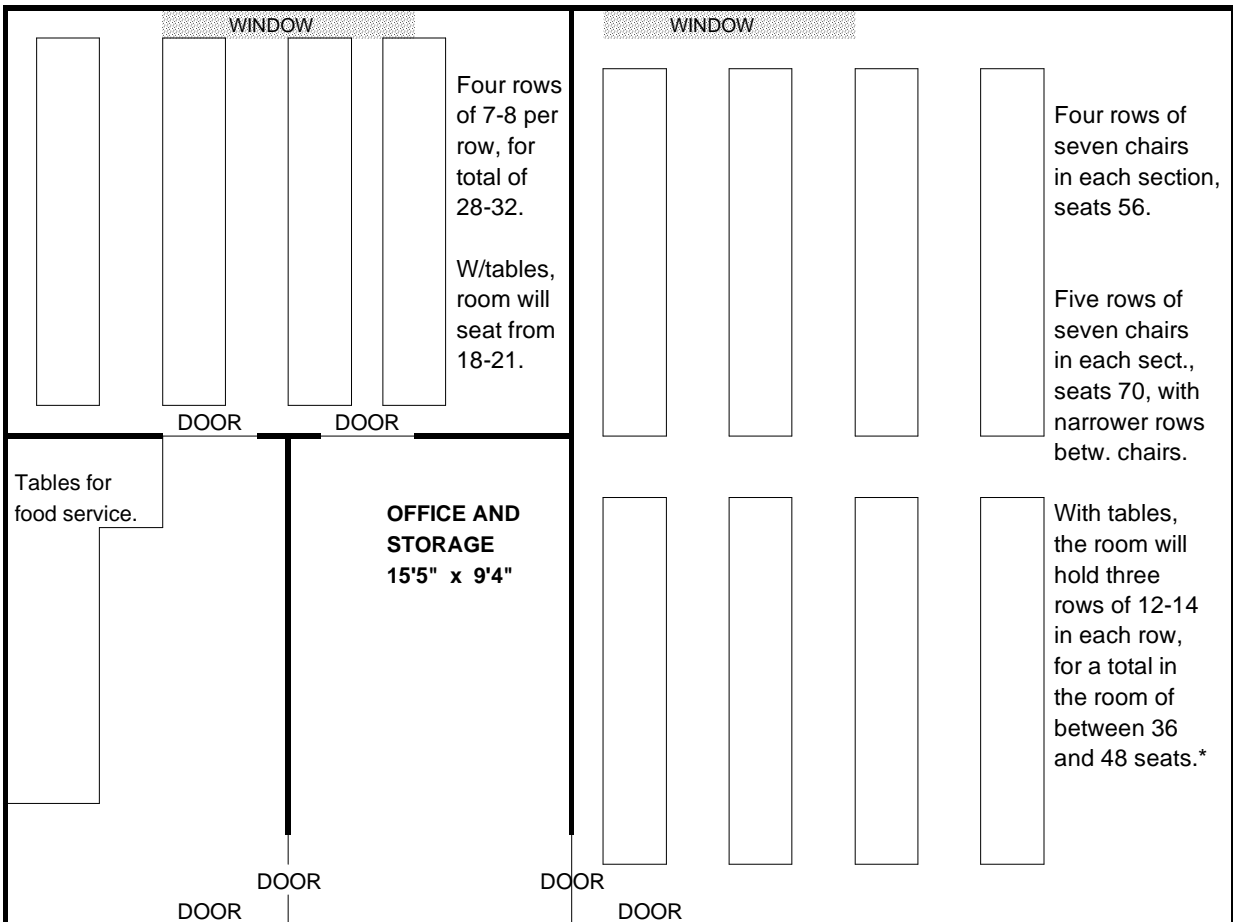 WINDOW
WINDOW
Four rows
of 7-8 per
row, for
total of
28-32.
W/tables,
room will
seat from
18-21.
Four rows of
seven chairs
in each section,
seats 56.
Five rows of
seven chairs
in each sect.,
seats 70, with
narrower rows
betw. chairs.
With tables,
the room will
hold three
rows of 12-14
in each row,
for a total in
the room of
between 36
and 48 seats.*
DOOR
DOOR
Tables for
food service.
OFFICE AND
STORAGE
15'5" x 9'4"
DOOR
DOOR
DOOR
DOOR